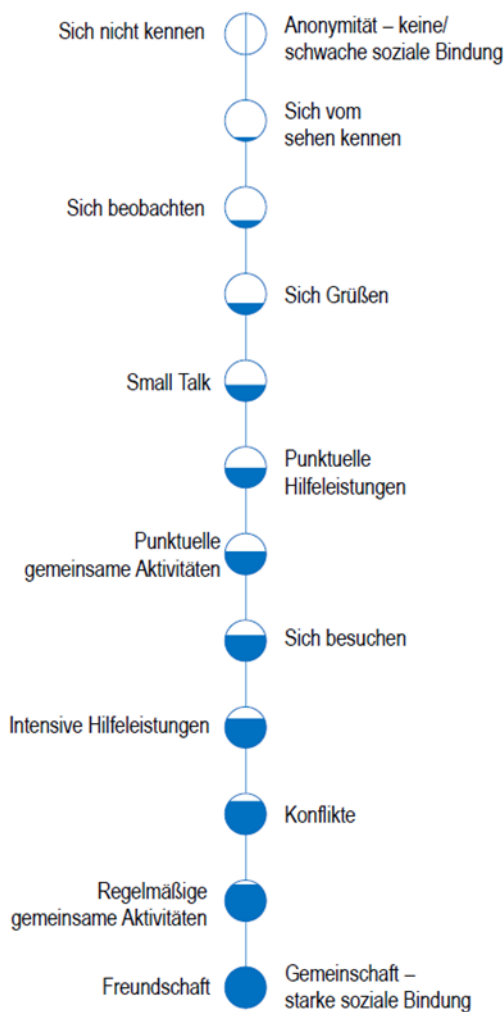 Sich nicht kennen
Anonymität – keine/
schwache soziale Bindung
Sich vom
sehen kennen
Sich beobachten
Sich Grüßen
Small Talk
Punktuelle
Hilfeleistungen
Punktuelle
gemeinsame Aktivitäten
Sich besuchen
Intensive Hilfeleistungen
Konflikte
Regelmäßige
gemeinsame Aktivitäten
Freundschaft
Gemeinschaft –
starke soziale Bindung